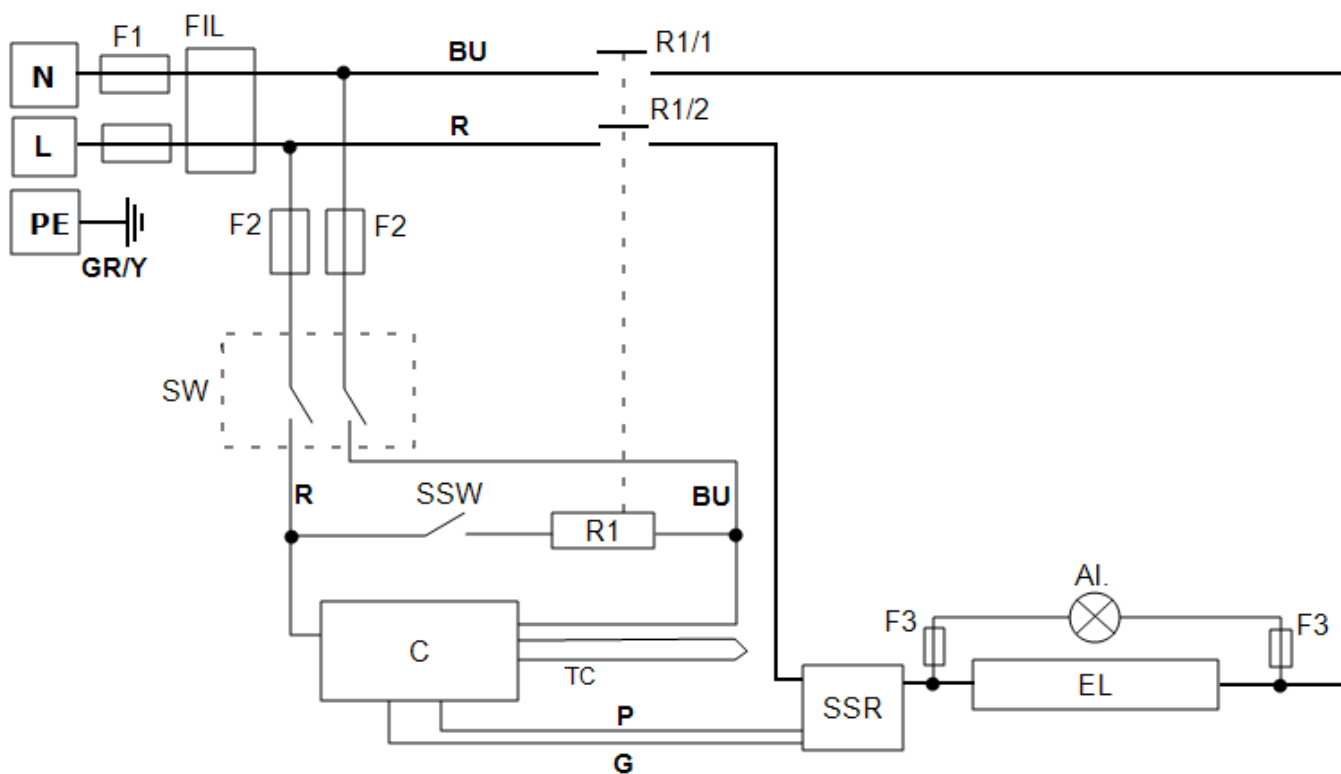 F1 FIL
N BU R1/1
L R R1/2
PE
GR/Y
F2 F2
SW
R SSW BU
R1
C
TC
P
G
Al.
F3 F3
EL
SSR